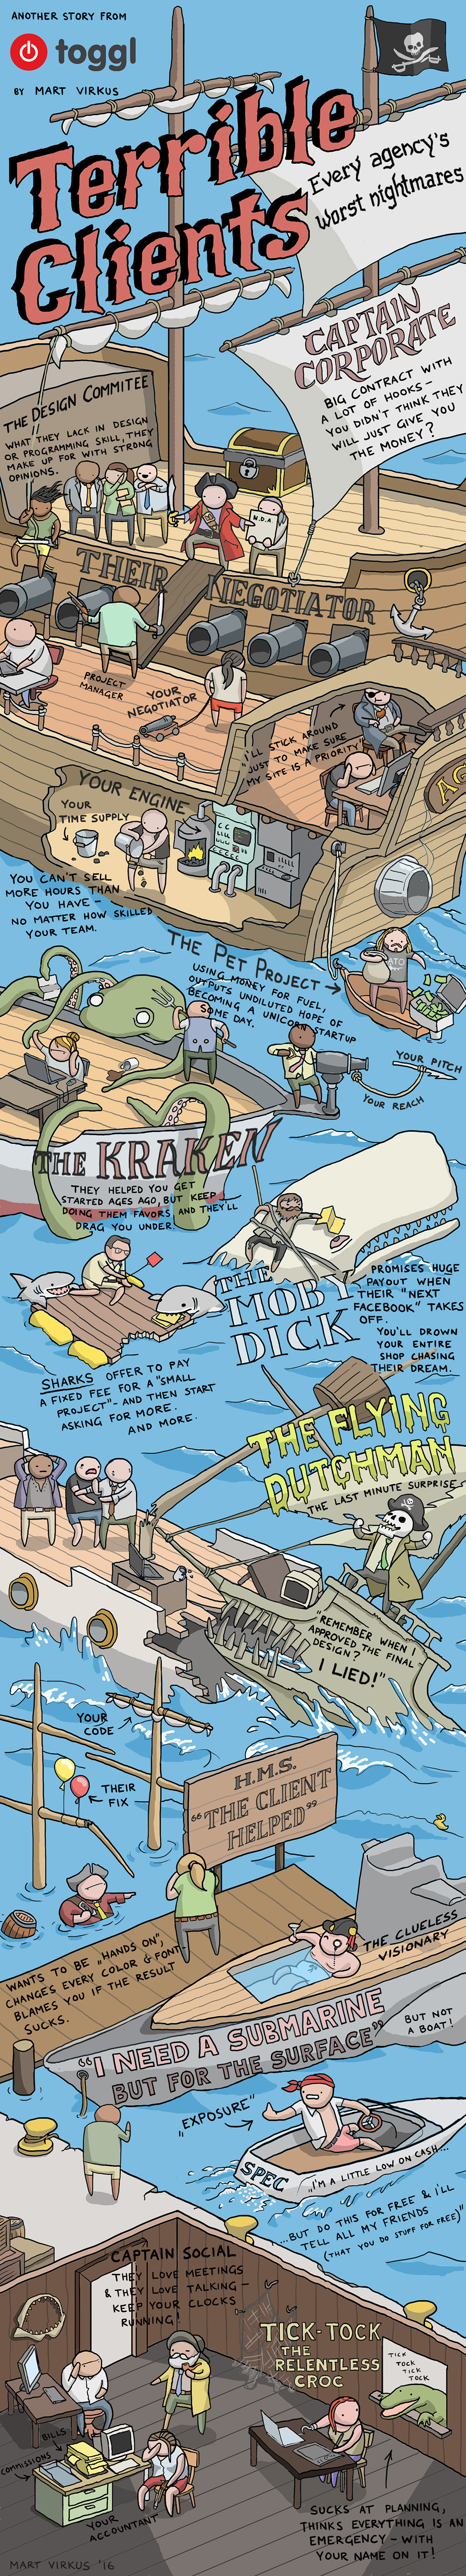 ANOTHER STORY FROM
toggl
BY MART VIRKUS
Terrible
Clients
Every agency's
worst nightmares
CAPTAIN
CORPORATE
BIG CONTRACT WITH
A LOT OF HOOKS –
YOU DIDN'T THINK THEY
WILL JUST GIVE YOU
THE MONEY?
THE DESIGN COMMITEE
WHAT THEY LACK IN DESIGN
OR PROGRAMMING SKILL, THEY
MAKE UP FOR WITH STRONG
OPINIONS.
N.D.A.
THEIR NEGOTIATOR
PROJECT
MANAGER
YOUR
NEGOTIATOR
"I'LL STICK AROUND
JUST TO MAKE SURE
MY SITE IS A PRIORITY"
AG
YOUR ENGINE
YOUR
TIME SUPPLY
YOU CAN'T SELL
MORE HOURS THAN
YOU HAVE –
NO MATTER HOW SKILLED
YOUR TEAM.
THE PET PROJECT
USING MONEY FOR FUEL,
OUTPUTS UNDILUTED HOPE OF
BECOMING A UNICORN STARTUP
SOME DAY.
YOUR PITCH
YOUR REACH
THE KRAKEN
THEY HELPED YOU GET
STARTED AGES AGO, BUT KEEP
DOING THEM FAVORS, AND THEY'LL
DRAG YOU UNDER.
THE
MOBY
DICK
PROMISES HUGE
PAYOUT WHEN
THEIR "NEXT
FACEBOOK" TAKES
OFF.
YOU'LL DROWN
YOUR ENTIRE
SHOP CHASING
THEIR DREAM.
SHARKS OFFER TO PAY
A FIXED FEE FOR A "SMALL
PROJECT" – AND THEN START
ASKING FOR MORE.
AND MORE.
THE FLYING
DUTCHMAN
THE LAST MINUTE SURPRISE
"REMEMBER WHEN I
APPROVED THE FINAL
DESIGN?
I LIED!"
YOUR
CODE
THEIR
FIX
H.M.S.
"THE CLIENT
HELPED"
WANTS TO BE "HANDS ON",
CHANGES EVERY COLOR & FONT
BLAMES YOU IF THE RESULT
SUCKS.
THE CLUELESS
VISIONARY
"I NEED A SUBMARINE
BUT FOR THE SURFACE"
BUT NOT
A BOAT!
"EXPOSURE"
SPEC
"I'M A LITTLE LOW ON CASH...
...BUT DO THIS FOR FREE & I'LL
TELL ALL MY FRIENDS
(THAT YOU DO STUFF FOR FREE)"
CAPTAIN SOCIAL
THEY LOVE MEETINGS
& THEY LOVE TALKING –
KEEP YOUR CLOCKS
RUNNING!
TICK-TOCK
THE
RELENTLESS
CROC
TICK
TOCK
TICK
TOCK
BILLS
COMMISSIONS
YOUR
ACCOUNTANT
SUCKS AT PLANNING,
THINKS EVERYTHING IS AN
EMERGENCY – WITH
YOUR NAME ON IT!
MART VIRKUS '16